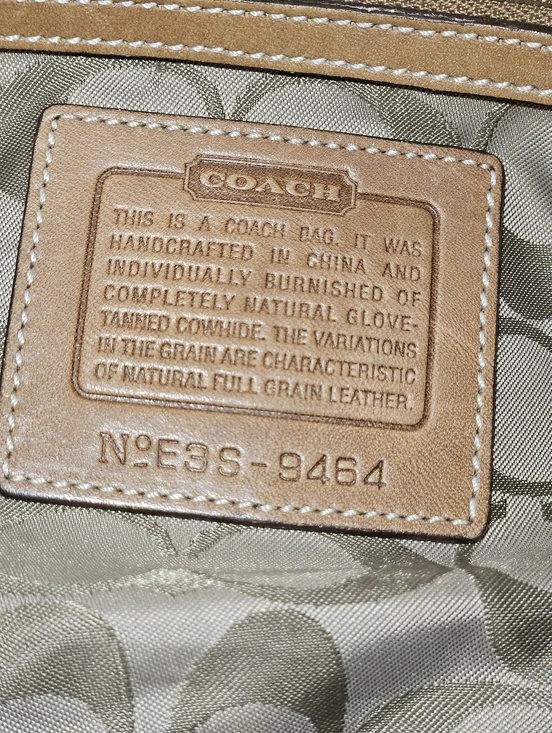 COACH
THIS IS A COACH BAG. IT WAS
HANDCRAFTED IN CHINA AND
INDIVIDUALLY BURNISHED OF
COMPLETELY NATURAL GLOVE-
TANNED COWHIDE. THE VARIATIONS
IN THE GRAIN ARE CHARACTERISTIC
OF NATURAL FULL GRAIN LEATHER.
NºE3S-9464